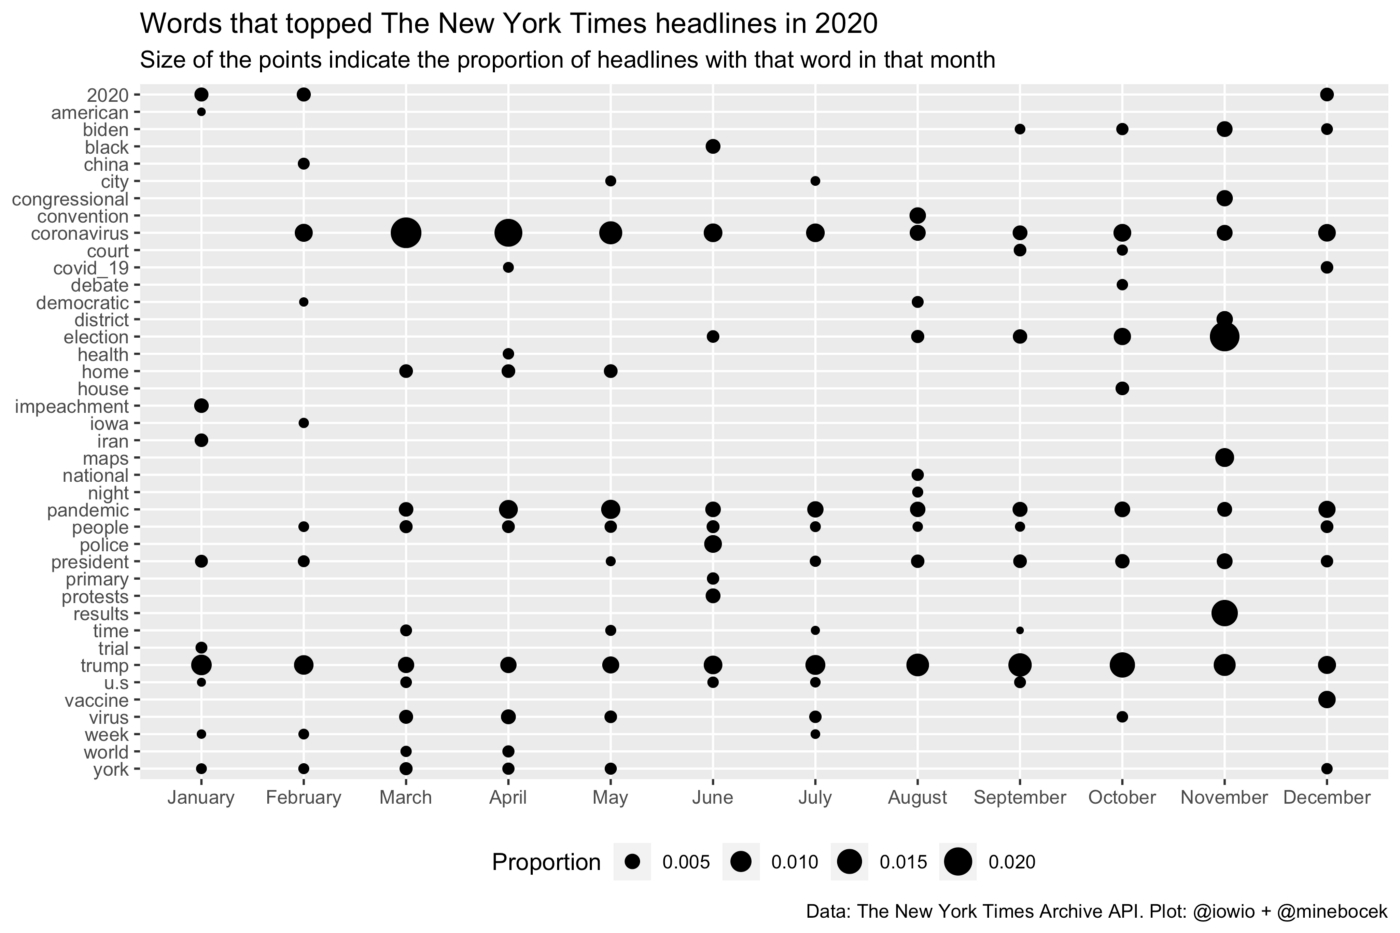 Words that topped The New York Times headlines in 2020
Size of the points indicate the proportion of headlines with that word in that month
2020
american
biden
black
china
city
congressional
convention
coronavirus
court
covid_19
debate
democratic
district
election
health
home
house
impeachment
iowa
iran
maps
national
night
pandemic
people
police
president
primary
protests
results
time
trial
trump
u.s
vaccine
virus
week
world
york
January February March April May June July August September October November December
Proportion 0.005 0.010 0.015 0.020
Data: The New York Times Archive API. Plot: @iowio + @minebocek